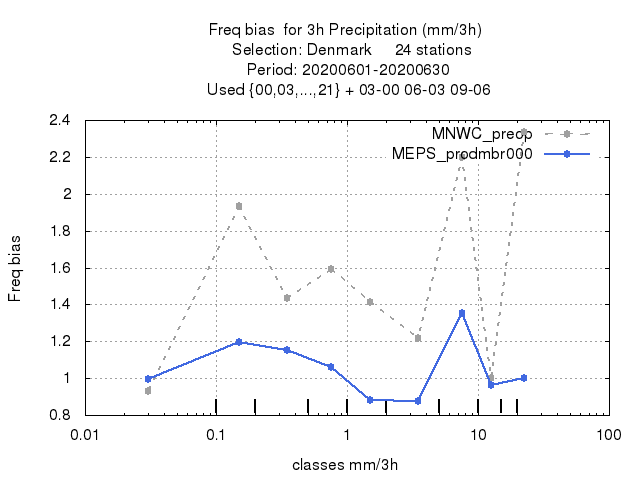 Freq bias  for 3h Precipitation (mm/3h)
Selection: Denmark     24 stations
Period: 20200601-20200630
Used {00,03,...,21} + 03-00 06-03 09-06
MNWC_precp
MEPS_prodmbr000
Freq bias
2.4
2.2
2
1.8
1.6
1.4
1.2
1
0.8
0.01
0.1
1
10
100
classes mm/3h